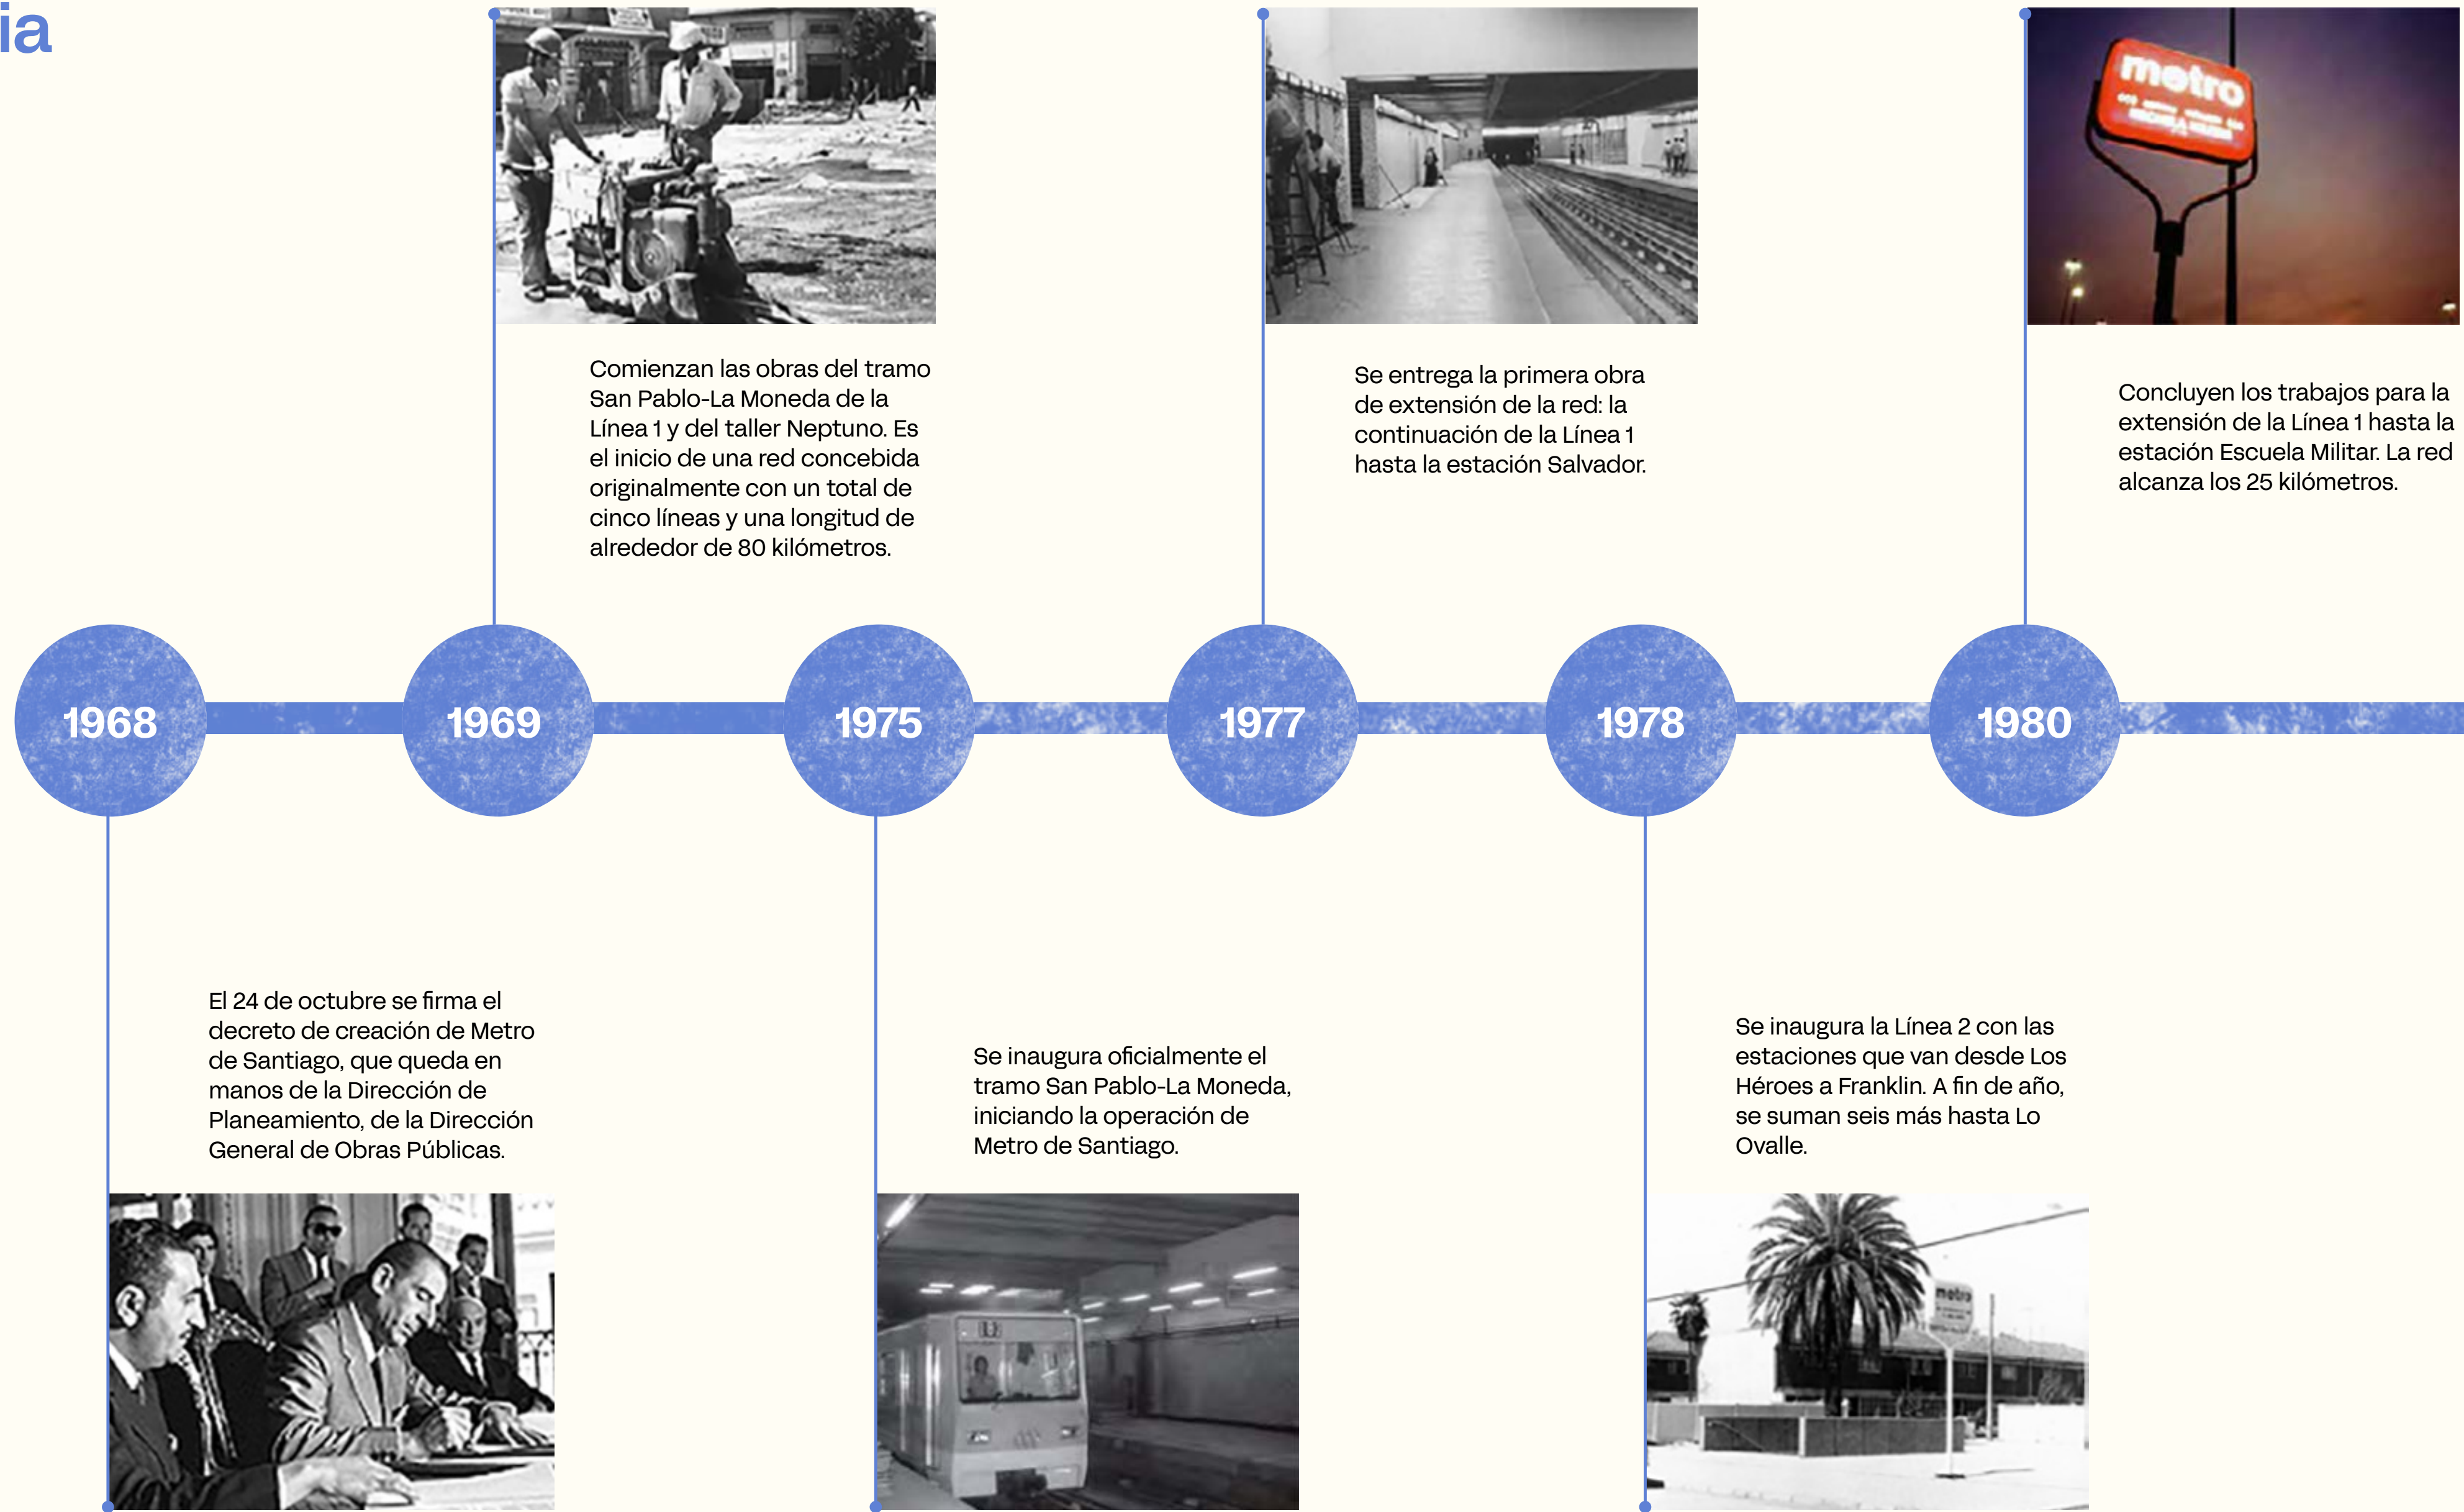 ia
Comienzan las obras del tramo
San Pablo-La Moneda de la
Línea 1 y del taller Neptuno. Es
el inicio de una red concebida
originalmente con un total de
cinco líneas y una longitud de
alrededor de 80 kilómetros.
Se entrega la primera obra
de extensión de la red: la
continuación de la Línea 1
hasta la estación Salvador.
metro
Concluyen los trabajos para la
extensión de la Línea 1 hasta la
estación Escuela Militar. La red
alcanza los 25 kilómetros.
1968
1969
1975
1977
1978
1980
El 24 de octubre se firma el
decreto de creación de Metro
de Santiago, que queda en
manos de la Dirección de
Planeamiento, de la Dirección
General de Obras Públicas.
Se inaugura oficialmente el
tramo San Pablo-La Moneda,
iniciando la operación de
Metro de Santiago.
Se inaugura la Línea 2 con las
estaciones que van desde Los
Héroes a Franklin. A fin de año,
se suman seis más hasta Lo
Ovalle.
metro